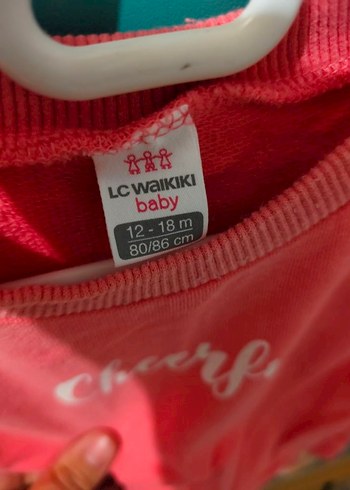 LC WAIKIKI
baby
12 - 18 m
80/86 cm